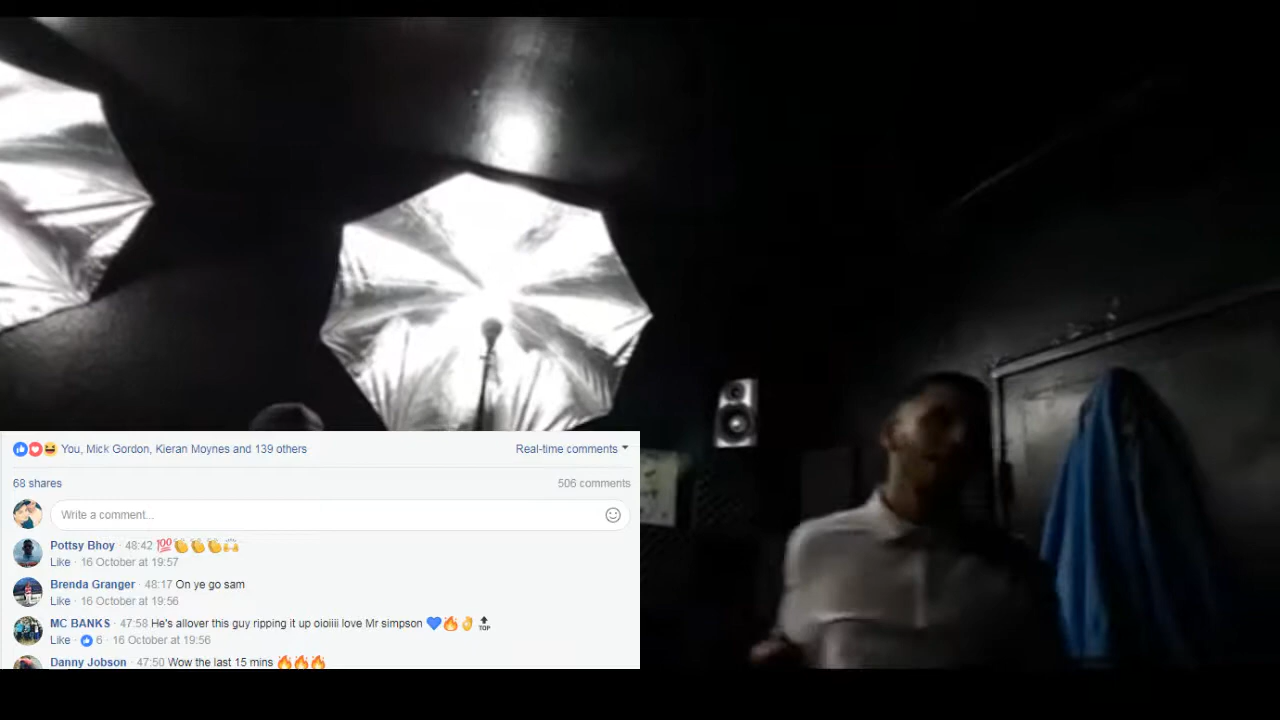 You, Mick Gordon, Kieran Moynes and 139 others
Real-time comments
68 shares
506 comments
Write a comment...
Pottsy Bhoy · 48:42 💯👏👏👏🙌
Like · 16 October at 19:57
Brenda Granger · 48:17 On ye go sam
Like · 16 October at 19:56
MC BANKS · 47:58 He's allover this guy ripping it up oioiiii love Mr simpson 💙🔥👌🔝
Like · 6 · 16 October at 19:56
Danny Jobson · 47:50 Wow the last 15 mins 🔥🔥🔥